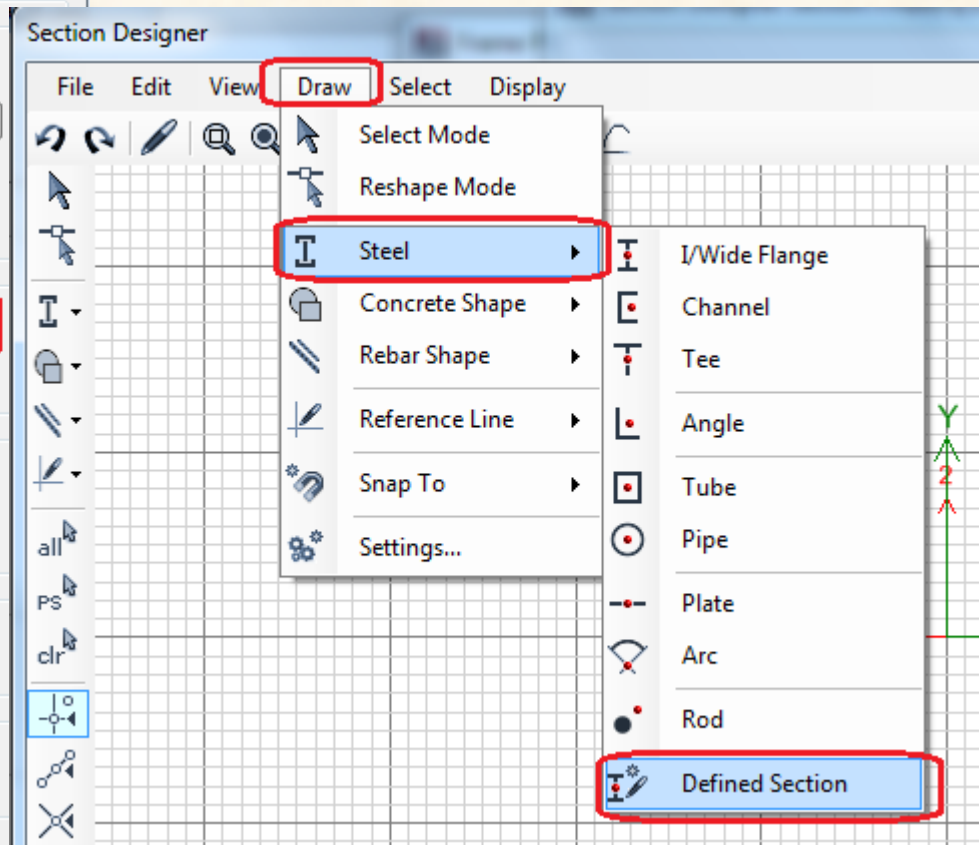 Section Designer
File Edit View Draw Select Display
Select Mode
Reshape Mode
Steel
Concrete Shape
Rebar Shape
Reference Line
Snap To
Settings...
I/Wide Flange
Channel
Tee
Angle
Tube
Pipe
Plate
Arc
Rod
Defined Section
all
PS
clr
Y
2